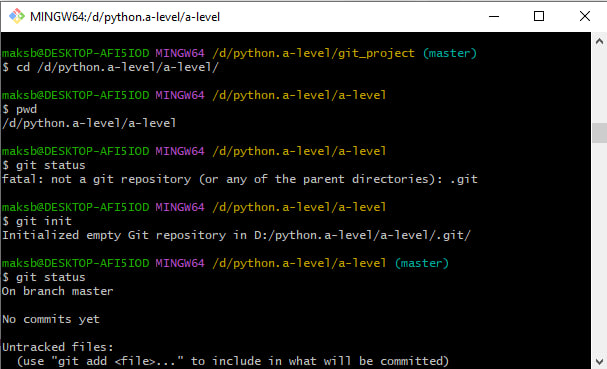 MINGW64:/d/python.a-level/a-level
maksb@DESKTOP-AFI5IOD MINGW64 /d/python.a-level/git_project (master)
$ cd /d/python.a-level/a-level/
maksb@DESKTOP-AFI5IOD MINGW64 /d/python.a-level/a-level
$ pwd
/d/python.a-level/a-level
maksb@DESKTOP-AFI5IOD MINGW64 /d/python.a-level/a-level
$ git status
fatal: not a git repository (or any of the parent directories): .git
maksb@DESKTOP-AFI5IOD MINGW64 /d/python.a-level/a-level
$ git init
Initialized empty Git repository in D:/python.a-level/a-level/.git/
maksb@DESKTOP-AFI5IOD MINGW64 /d/python.a-level/a-level (master)
$ git status
On branch master
No commits yet
Untracked files:
(use "git add <file>..." to include in what will be committed)